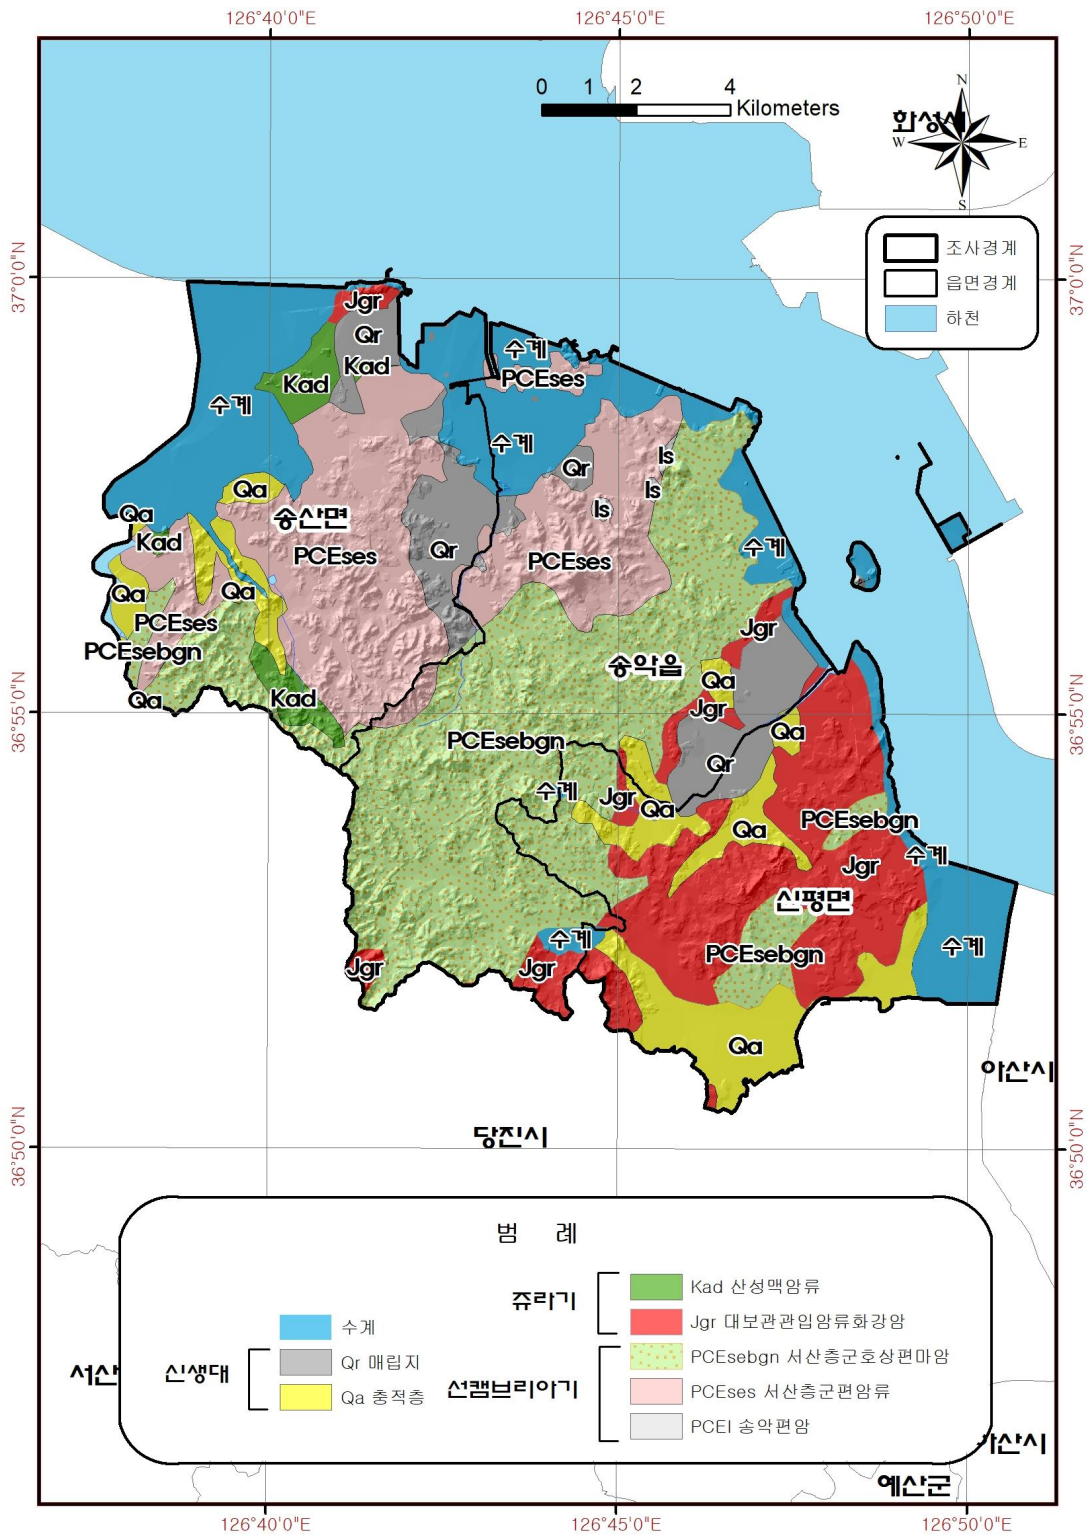 126°40'0"E 126°45'0"E 126°50'0"E
0 1 2 4
Kilometers
N
W E
S
화성시
조사경계
읍면경계
하천
37°0'0"N 37°0'0"N
Jgr
Qr
Kad
Kad
수계
수계
PCEses
수계
Qr
Is
Is
Is
Qa
Qa
송산면
Kad
PCEses
Qr
PCEses
수계
Qa
Qa
PCEses
PCEsebgn
Qa
Kad
Jgr
송악읍
Qa
Jgr
Qa
36°55'0"N 36°55'0"N
PCEsebgn
Qr
수계
Jgr
Qa
Qa
PCEsebgn
Jgr
수계
신평면
수계
PCEsebgn
수계
Jgr
Jgr
Qa
아산시
당진시
36°50'0"N 36°50'0"N
범 례
쥬라기
Kad 산성맥암류
Jgr 대보관관입암류화강암
수계
신생대
Qr 매립지
Qa 충적층
선캠브리아기
PCEsebgn 서산층군호상편마암
PCEses 서산층군편암류
PCEI 송악편암
서산
산시
예산군
126°40'0"E 126°45'0"E 126°50'0"E